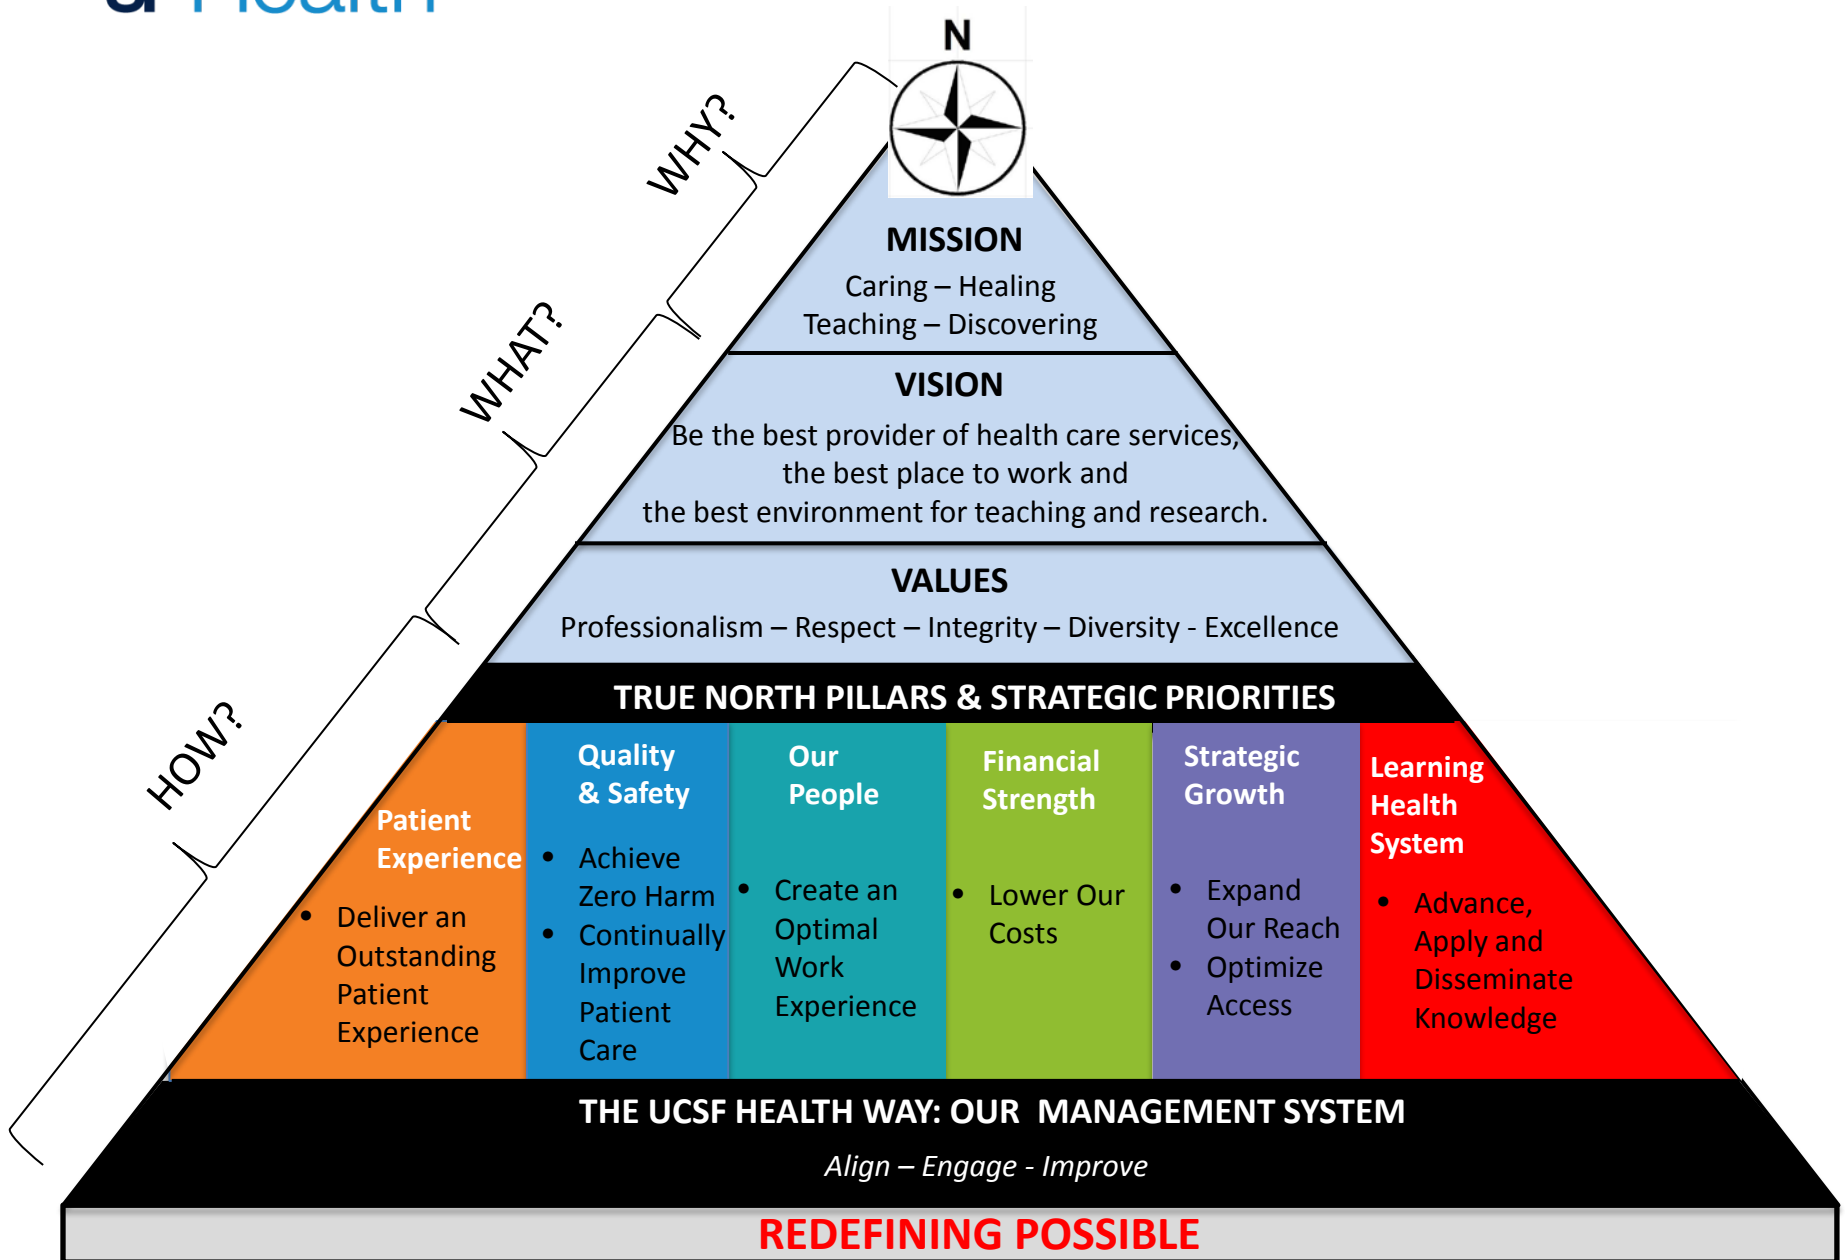 Health
N
WHY?
MISSION
Caring – Healing
Teaching – Discovering
WHAT?
VISION
Be the best provider of health care services,
the best place to work and
the best environment for teaching and research.
VALUES
Professionalism – Respect – Integrity – Diversity - Excellence
HOW?
TRUE NORTH PILLARS & STRATEGIC PRIORITIES
Patient
Experience
• Deliver an
Outstanding
Patient
Experience
Quality
& Safety
• Achieve
Zero Harm
• Continually
Improve
Patient
Care
Our
People
• Create an
Optimal
Work
Experience
Financial
Strength
• Lower Our
Costs
Strategic
Growth
• Expand
Our Reach
• Optimize
Access
Learning
Health
System
• Advance,
Apply and
Disseminate
Knowledge
THE UCSF HEALTH WAY: OUR MANAGEMENT SYSTEM
Align – Engage - Improve
REDEFINING POSSIBLE